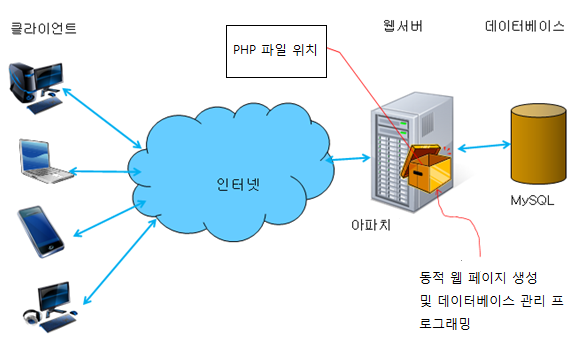 클라이언트
웹서버
데이터베이스
PHP 파일 위치
인터넷
아파치
MySQL
동적 웹 페이지 생성
및 데이터베이스 관리 프
로그래밍